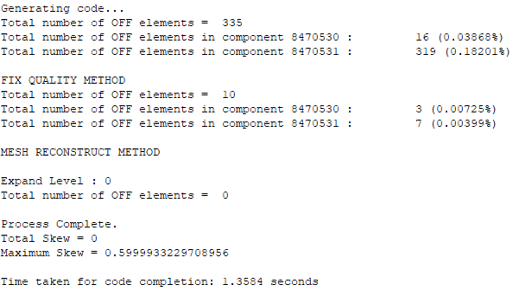 Generating code...
Total number of OFF elements = 335
Total number of OFF elements in component 8470530 : 16 (0.03868%)
Total number of OFF elements in component 8470531 : 319 (0.18201%)
FIX QUALITY METHOD
Total number of OFF elements = 10
Total number of OFF elements in component 8470530 : 3 (0.00725%)
Total number of OFF elements in component 8470531 : 7 (0.00399%)
MESH RECONSTRUCT METHOD
Expand Level : 0
Total number of OFF elements = 0
Process Complete.
Total Skew = 0
Maximum Skew = 0.5999933229708956
Time taken for code completion: 1.3584 seconds